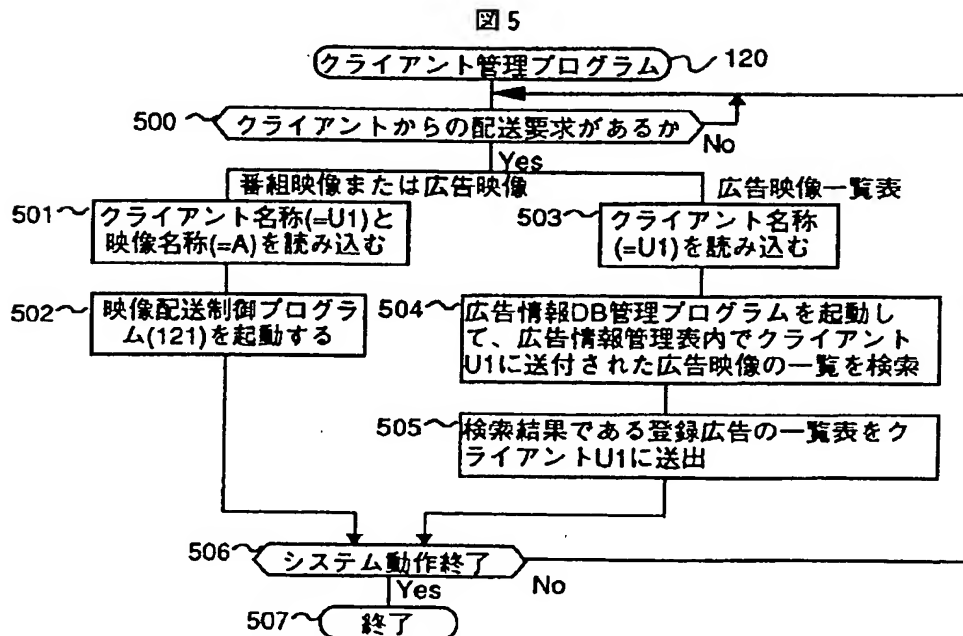 図5
クライアント管理プログラム
120
500
クライアントからの配送要求があるか
No
Yes
番組映像または広告映像
広告映像一覧表
501
クライアント名称(=U1)と
映像名称(=A)を読み込む
503
クライアント名称
(=U1)を読み込む
502
映像配送制御プログラ
ム(121)を起動する
504
広告情報DB管理プログラムを起動し
て、広告情報管理表内でクライアント
U1に送付された広告映像の一覧を検索
505
検索結果である登録広告の一覧表をク
ライアントU1に送出
506
システム動作終了
No
Yes
507
終了